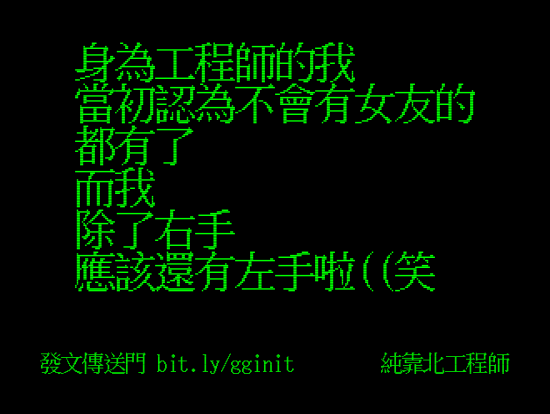 身為工程師的我
當初認為不會有女友的
都有了
而我
除了右手
應該還有左手啦((笑
發文傳送門 bit.ly/gginit 純靠北工程師